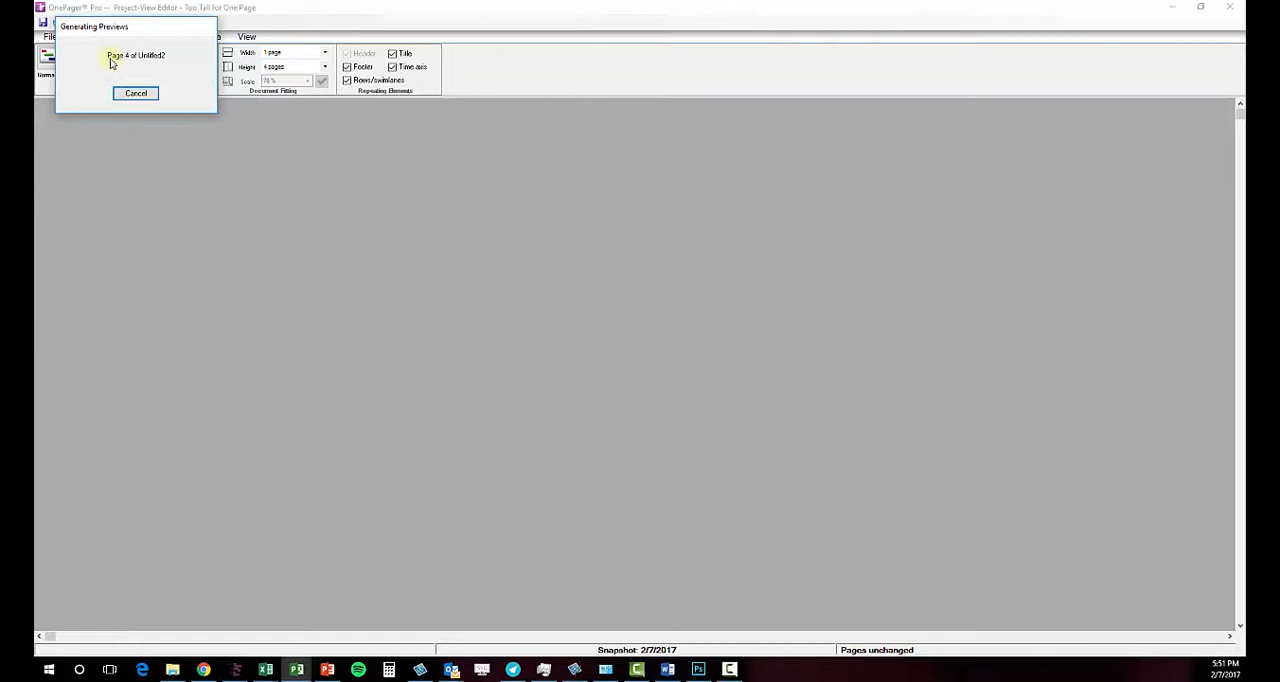 OnePager® Pro -- Project-View Editor - Too Tall for One Page
Generating Previews
Page 4 of Untitled2
Cancel
File
View
Width 1 page
Height 4 pages
Scale 78 %
Document Fitting
Header Title
Footer Time axis
Rows/swimlanes
Repeating Elements
Snapshot: 2/7/2017
Pages unchanged
5:51 PM
2/7/2017